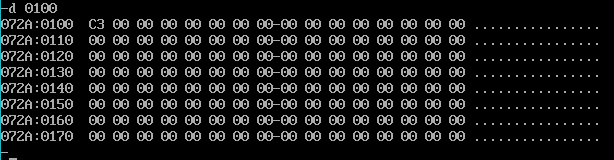 -d 0100
072A:0100  C3 00 00 00 00 00 00 00-00 00 00 00 00 00 00 00 ................
072A:0110  00 00 00 00 00 00 00 00-00 00 00 00 00 00 00 00 ................
072A:0120  00 00 00 00 00 00 00 00-00 00 00 00 00 00 00 00 ................
072A:0130  00 00 00 00 00 00 00 00-00 00 00 00 00 00 00 00 ................
072A:0140  00 00 00 00 00 00 00 00-00 00 00 00 00 00 00 00 ................
072A:0150  00 00 00 00 00 00 00 00-00 00 00 00 00 00 00 00 ................
072A:0160  00 00 00 00 00 00 00 00-00 00 00 00 00 00 00 00 ................
072A:0170  00 00 00 00 00 00 00 00-00 00 00 00 00 00 00 00 ................
-_